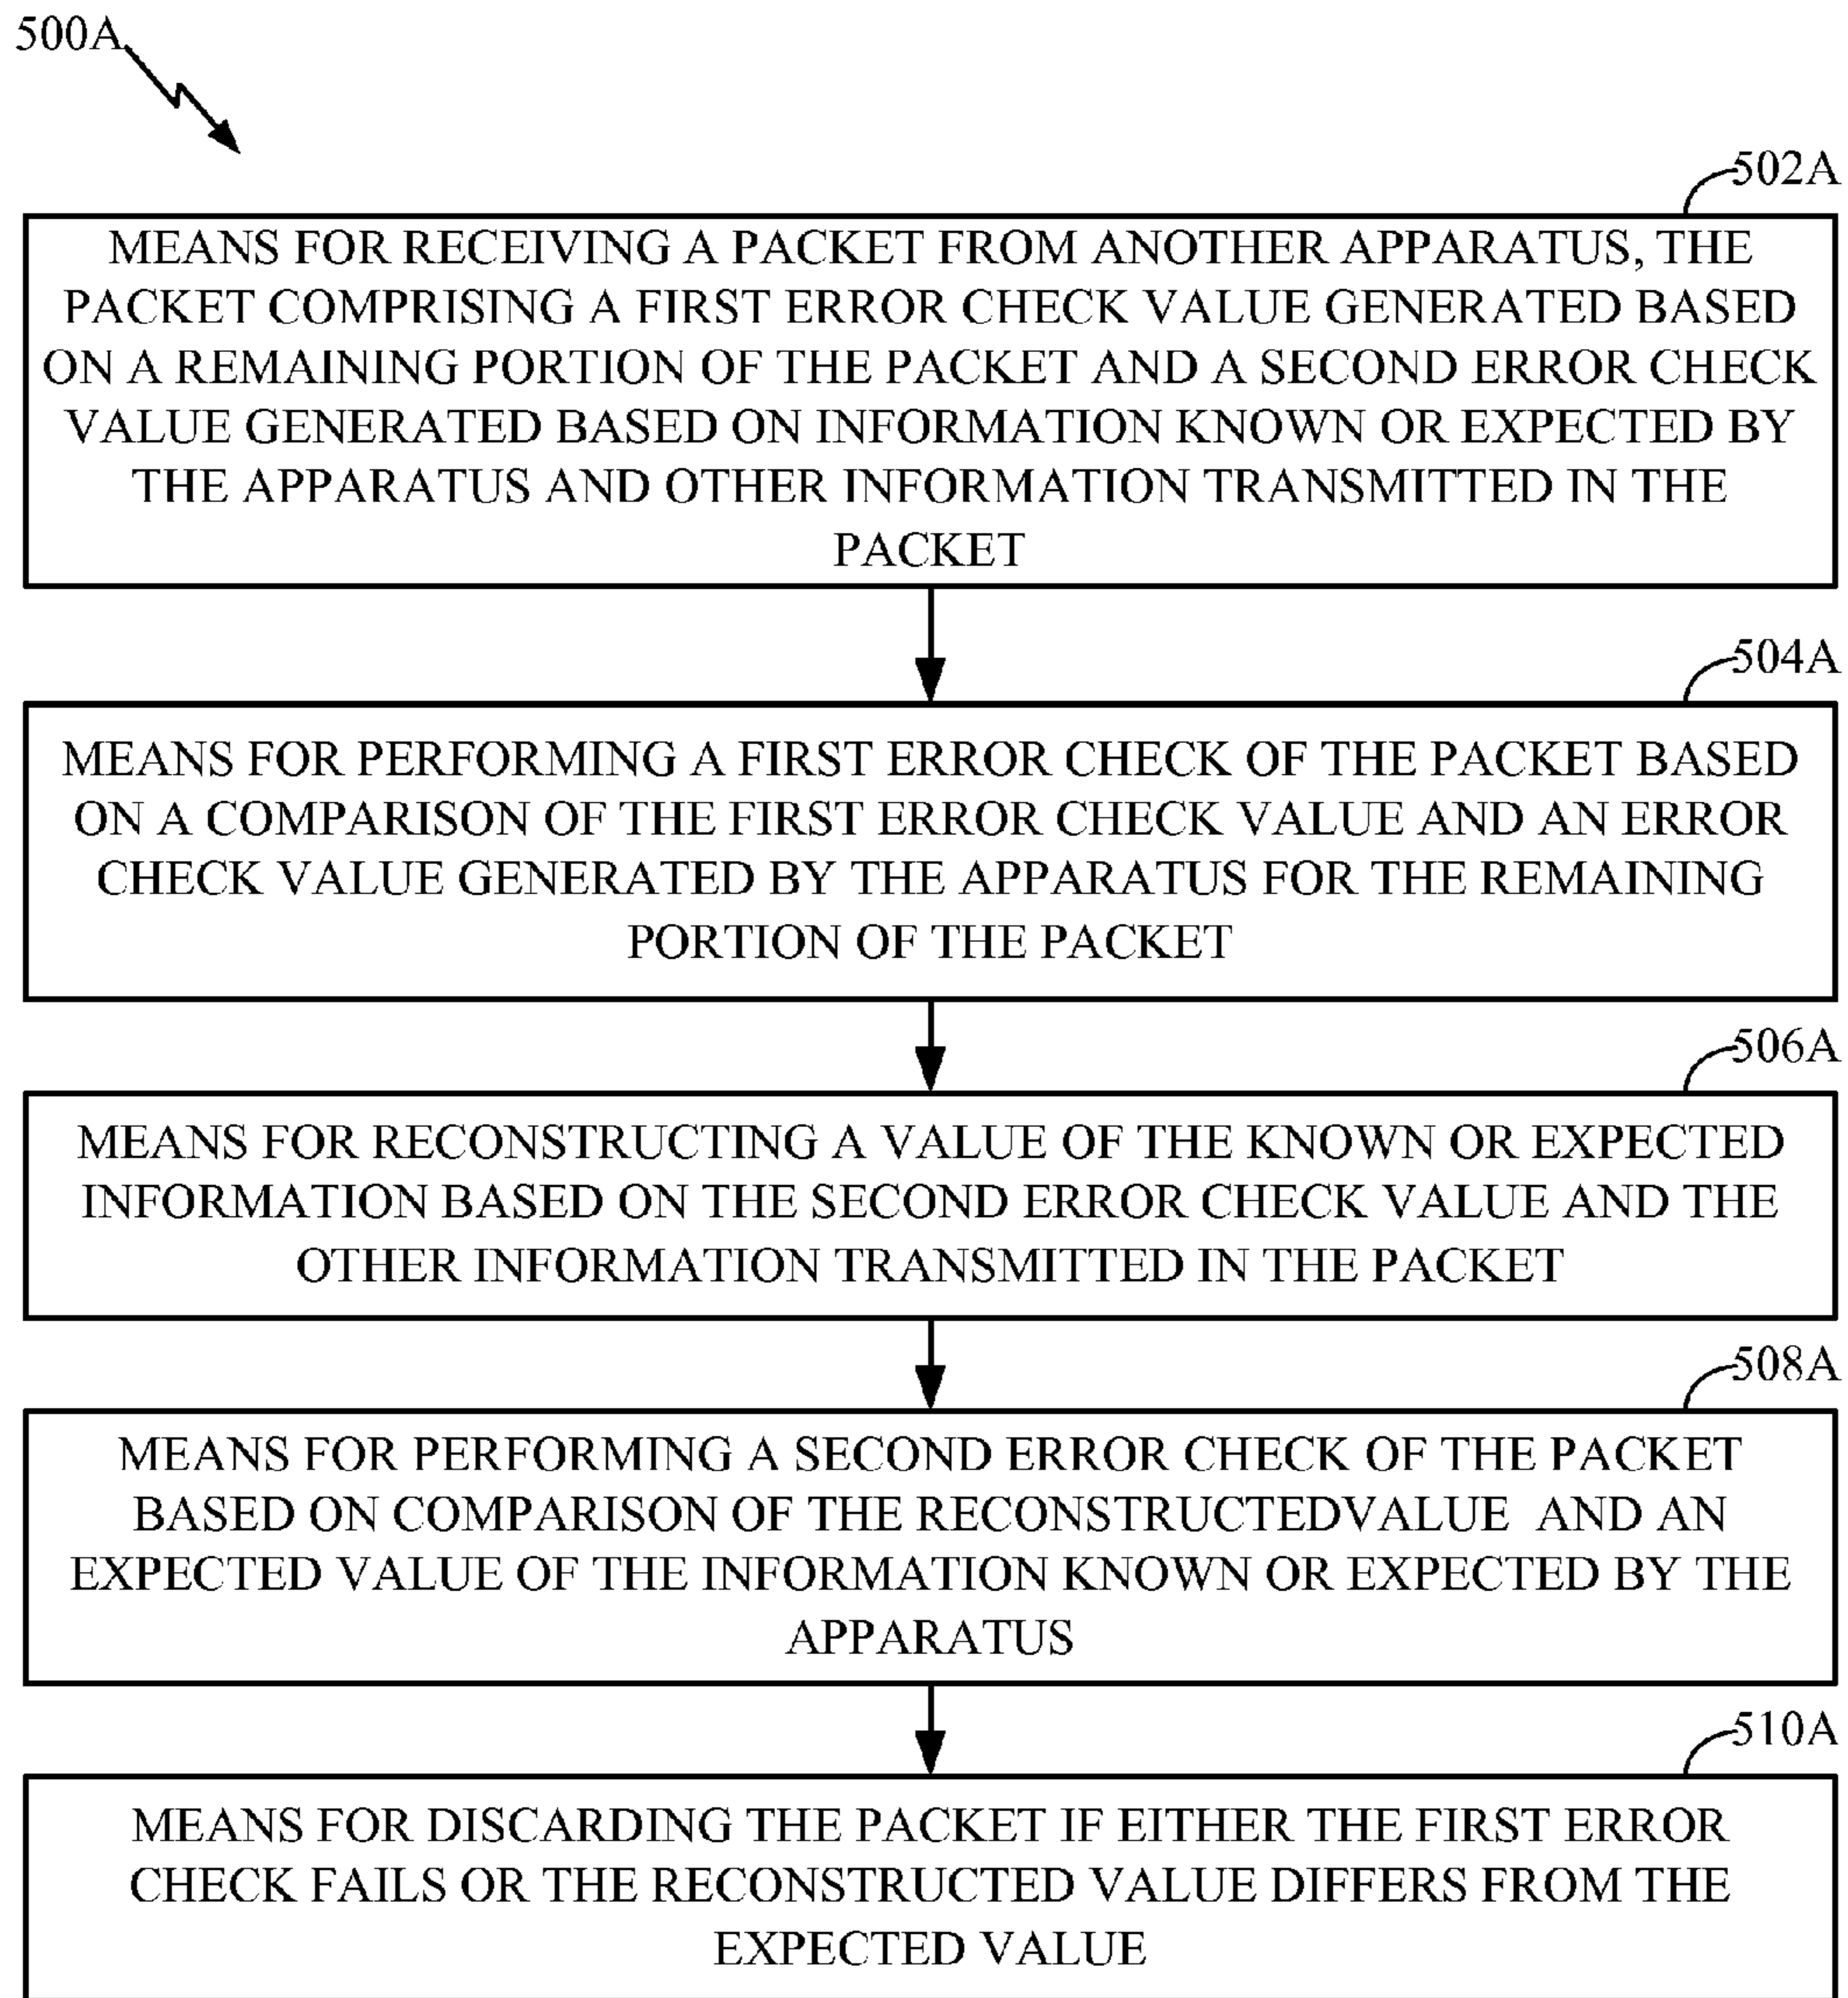 500A
502A
MEANS FOR RECEIVING A PACKET FROM ANOTHER APPARATUS, THE
PACKET COMPRISING A FIRST ERROR CHECK VALUE GENERATED BASED
ON A REMAINING PORTION OF THE PACKET AND A SECOND ERROR CHECK
VALUE GENERATED BASED ON INFORMATION KNOWN OR EXPECTED BY
THE APPARATUS AND OTHER INFORMATION TRANSMITTED IN THE
PACKET
504A
MEANS FOR PERFORMING A FIRST ERROR CHECK OF THE PACKET BASED
ON A COMPARISON OF THE FIRST ERROR CHECK VALUE AND AN ERROR
CHECK VALUE GENERATED BY THE APPARATUS FOR THE REMAINING
PORTION OF THE PACKET
506A
MEANS FOR RECONSTRUCTING A VALUE OF THE KNOWN OR EXPECTED
INFORMATION BASED ON THE SECOND ERROR CHECK VALUE AND THE
OTHER INFORMATION TRANSMITTED IN THE PACKET
508A
MEANS FOR PERFORMING A SECOND ERROR CHECK OF THE PACKET
BASED ON COMPARISON OF THE RECONSTRUCTEDVALUE  AND AN
EXPECTED VALUE OF THE INFORMATION KNOWN OR EXPECTED BY THE
APPARATUS
510A
MEANS FOR DISCARDING THE PACKET IF EITHER THE FIRST ERROR
CHECK FAILS OR THE RECONSTRUCTED VALUE DIFFERS FROM THE
EXPECTED VALUE